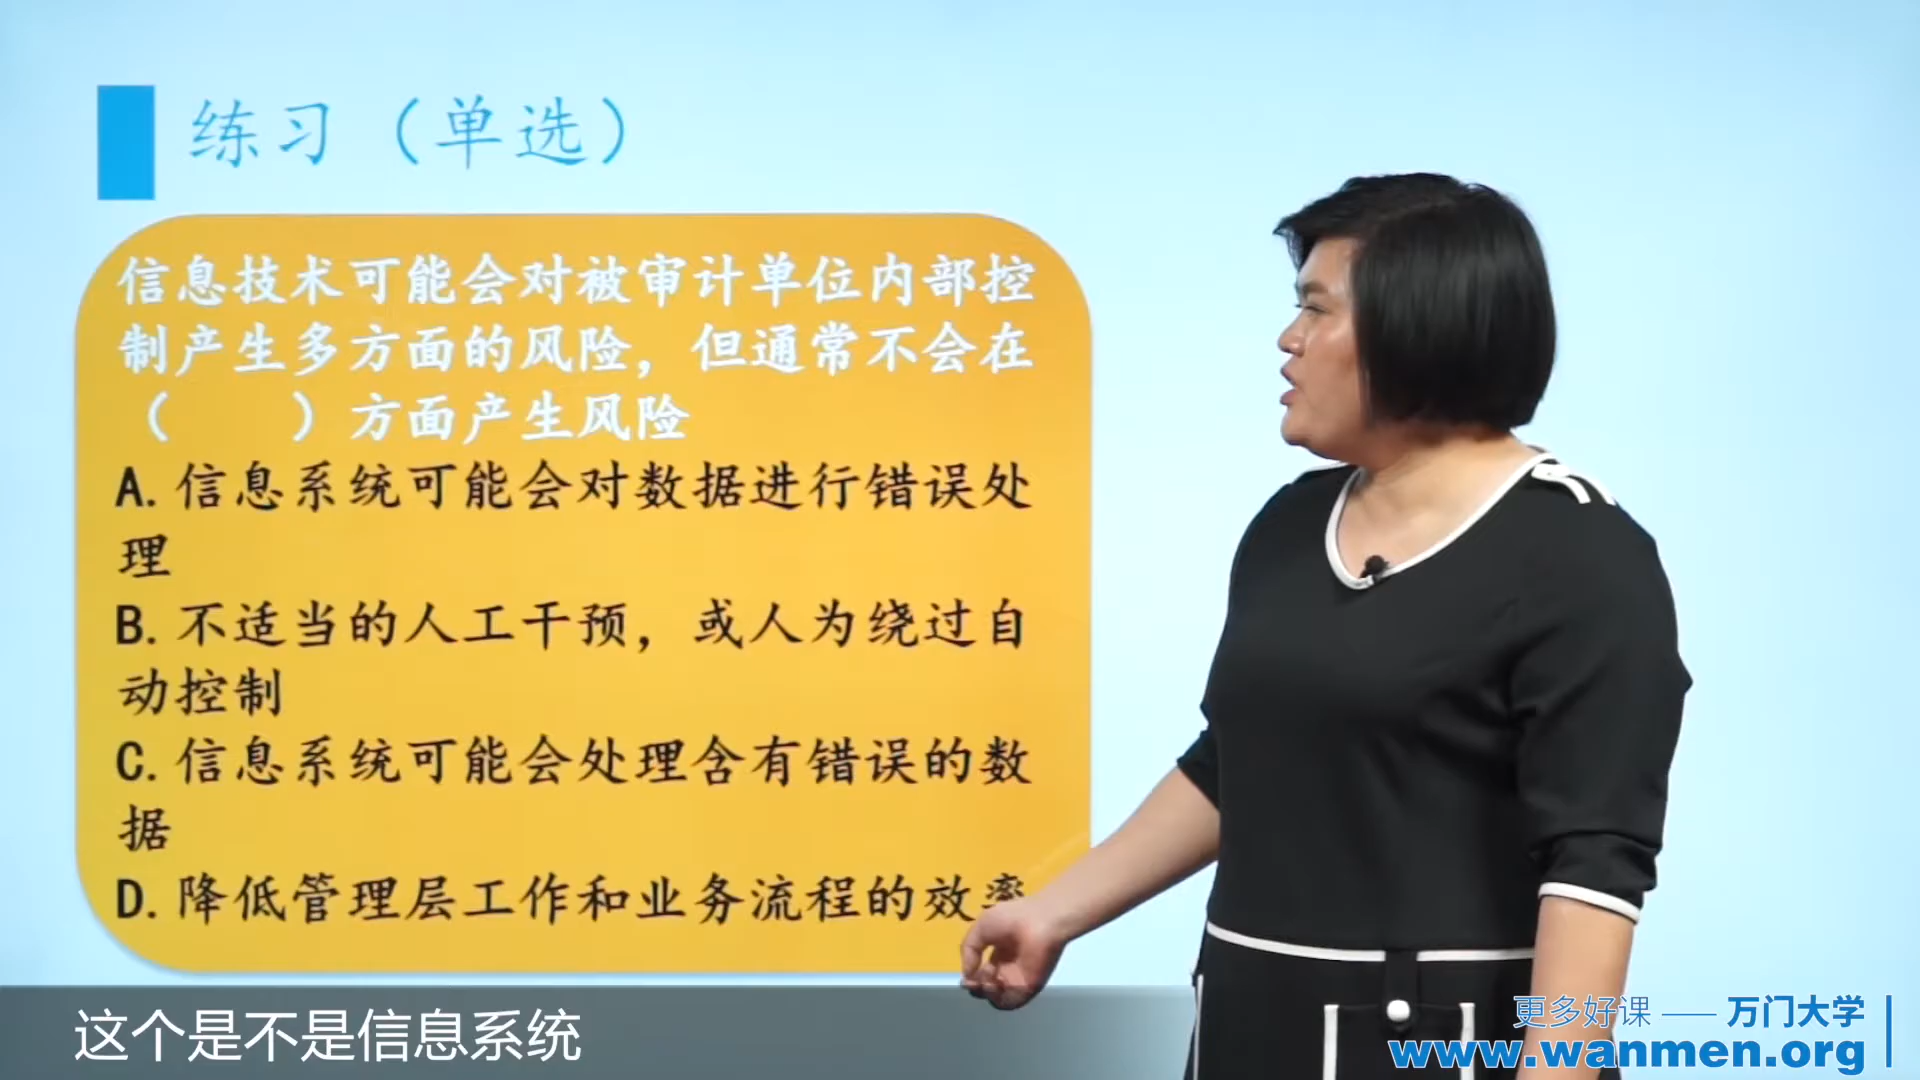 练习（单选）
信息技术可能会对被审计单位内部控
制产生多方面的风险，但通常不会在
（　　）方面产生风险
A. 信息系统可能会对数据进行错误处
理
B. 不适当的人工干预，或人为绕过自
动控制
C. 信息系统可能会处理含有错误的数
据
D. 降低管理层工作和业务流程的效率
这个是不是信息系统
更多好课 —— 万门大学
www.wanmen.org